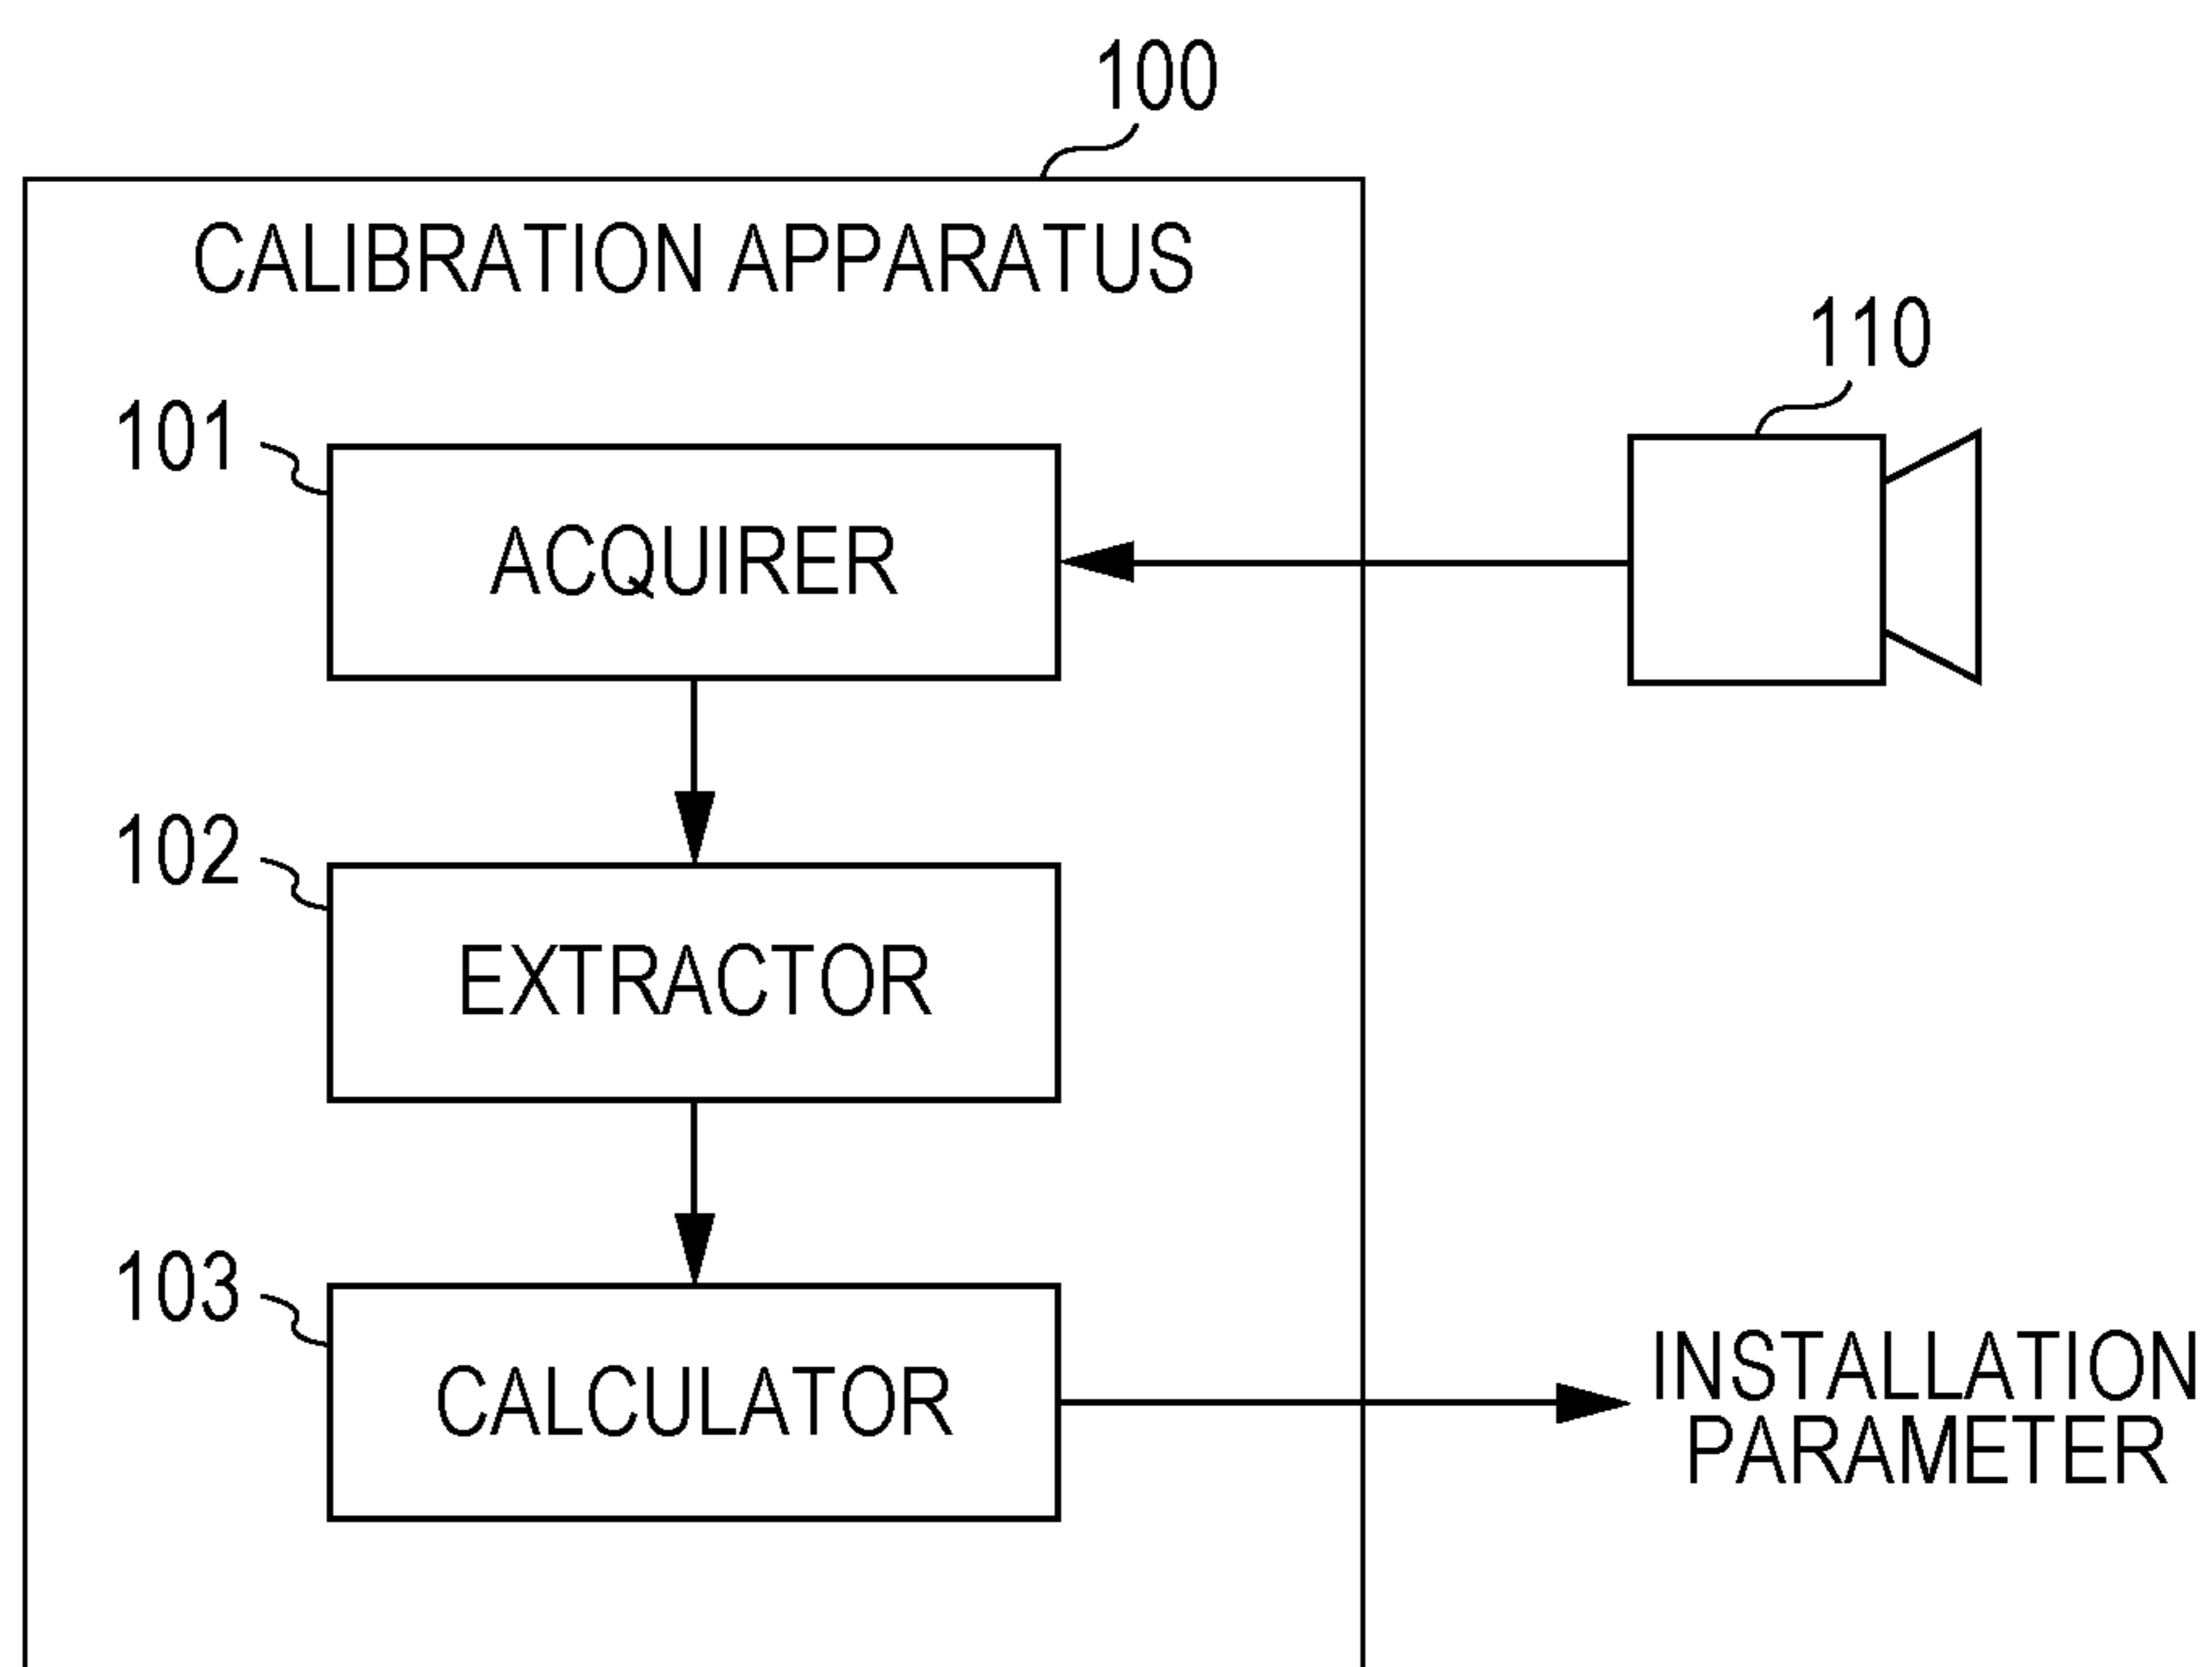 100
CALIBRATION APPARATUS
110
101
ACQUIRER
102
EXTRACTOR
103
CALCULATOR
INSTALLATION
PARAMETER